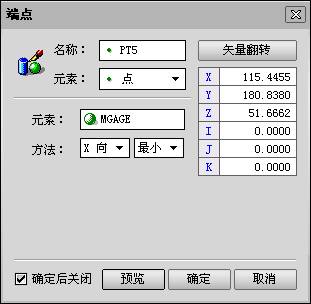 端点
名称： PT5
元素： 点
元素： MGAGE
方法： X 向 最小
矢量翻转
X 115.4455
Y 180.8380
Z 51.6662
I 0.0000
J 0.0000
K 0.0000
确定后关闭 预览 确定 取消